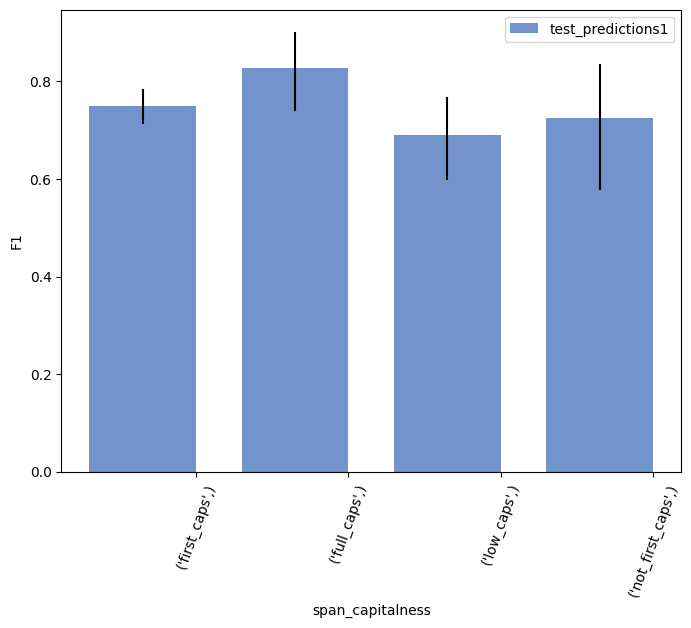 test_predictions1
0.8
0.6
0.4
0.2
0.0
F1
('first_caps',)
('full_caps',)
('low_caps',)
('not_first_caps',)
span_capitalness